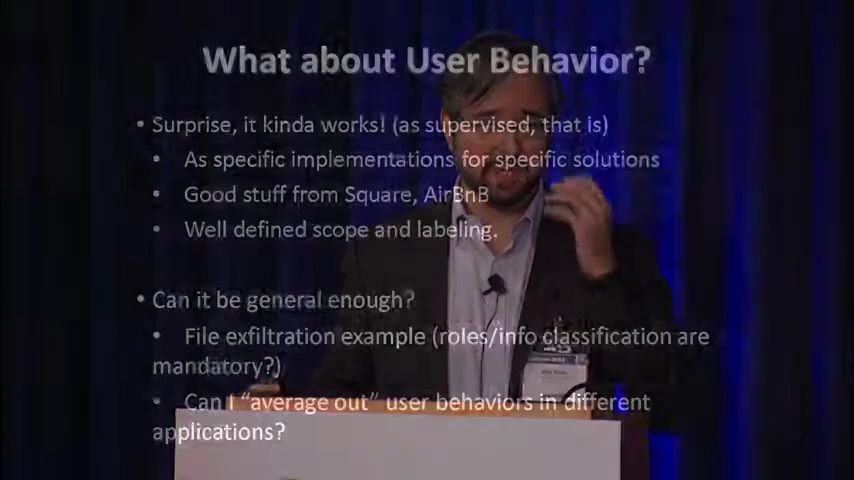 What about User Behavior?
• Surprise, it kinda works! (as supervised, that is)
• As specific implementations for specific solutions
• Good stuff from Square, AirBnB
• Well defined scope and labeling.
• Can it be general enough?
• File exfiltration example (roles/info classification are
mandatory?)
• Can I “average out” user behaviors in different
applications?